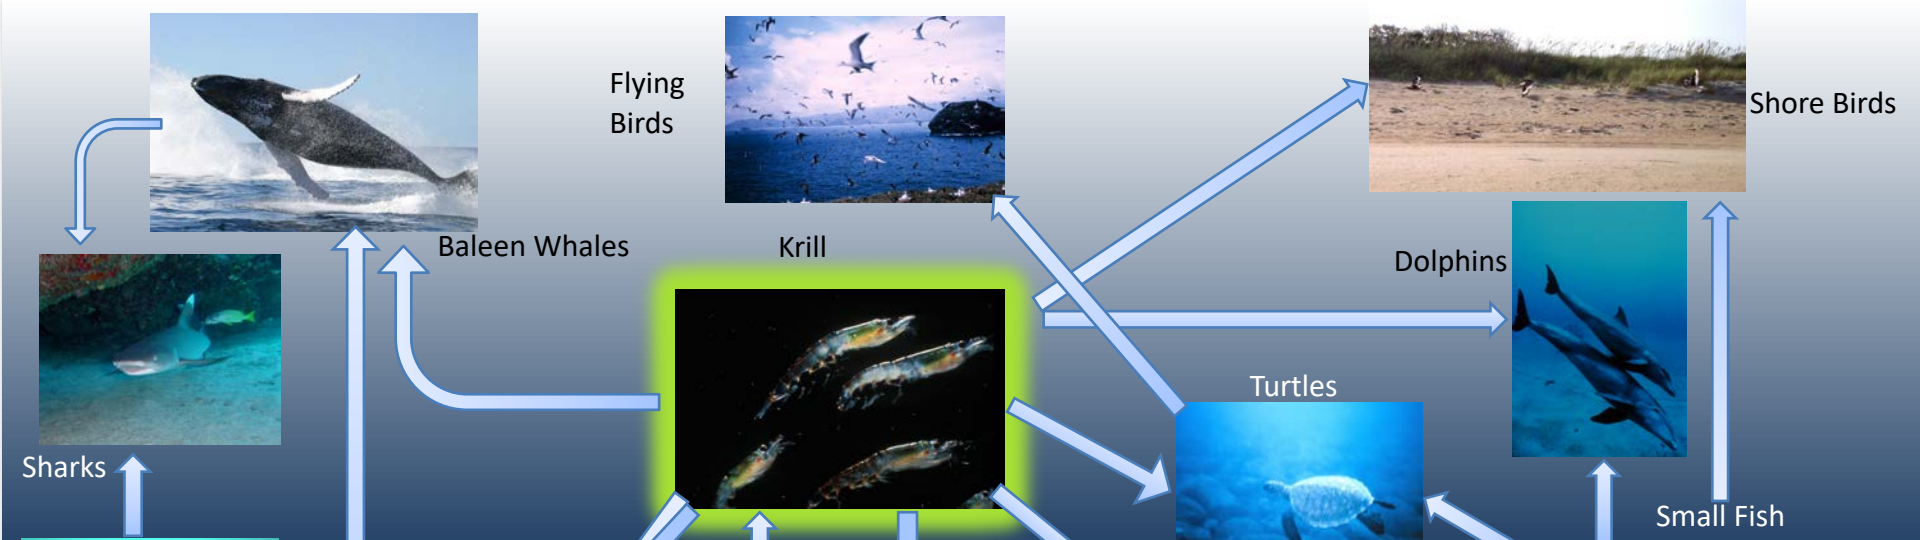 Flying
Birds
Shore Birds
Baleen Whales
Krill
Dolphins
Turtles
Sharks
Small Fish